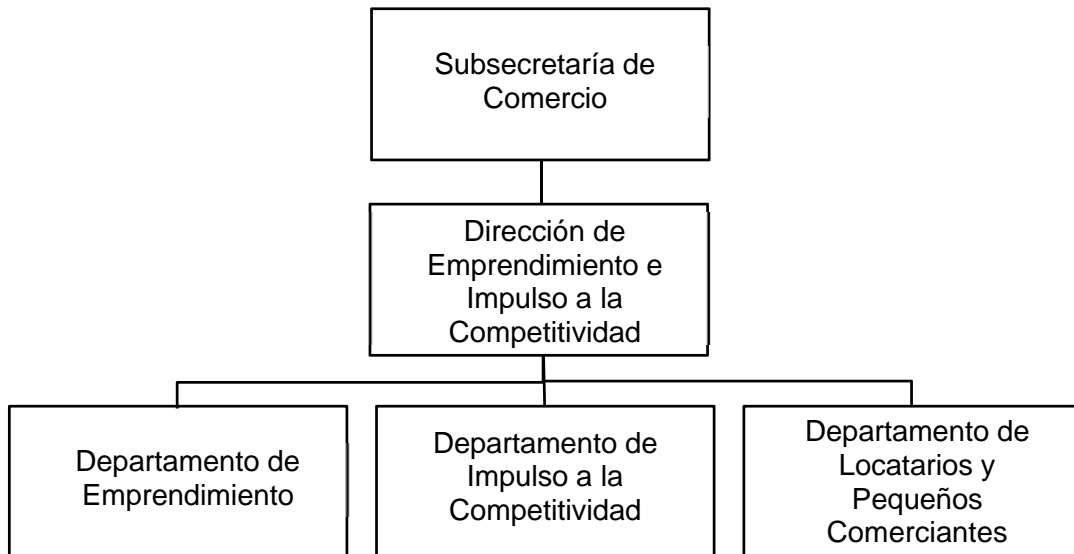 Subsecretaría de
Comercio
Dirección de
Emprendimiento e
Impulso a la
Competitividad
Departamento de
Emprendimiento
Departamento de
Impulso a la
Competitividad
Departamento de
Locatarios y
Pequeños
Comerciantes